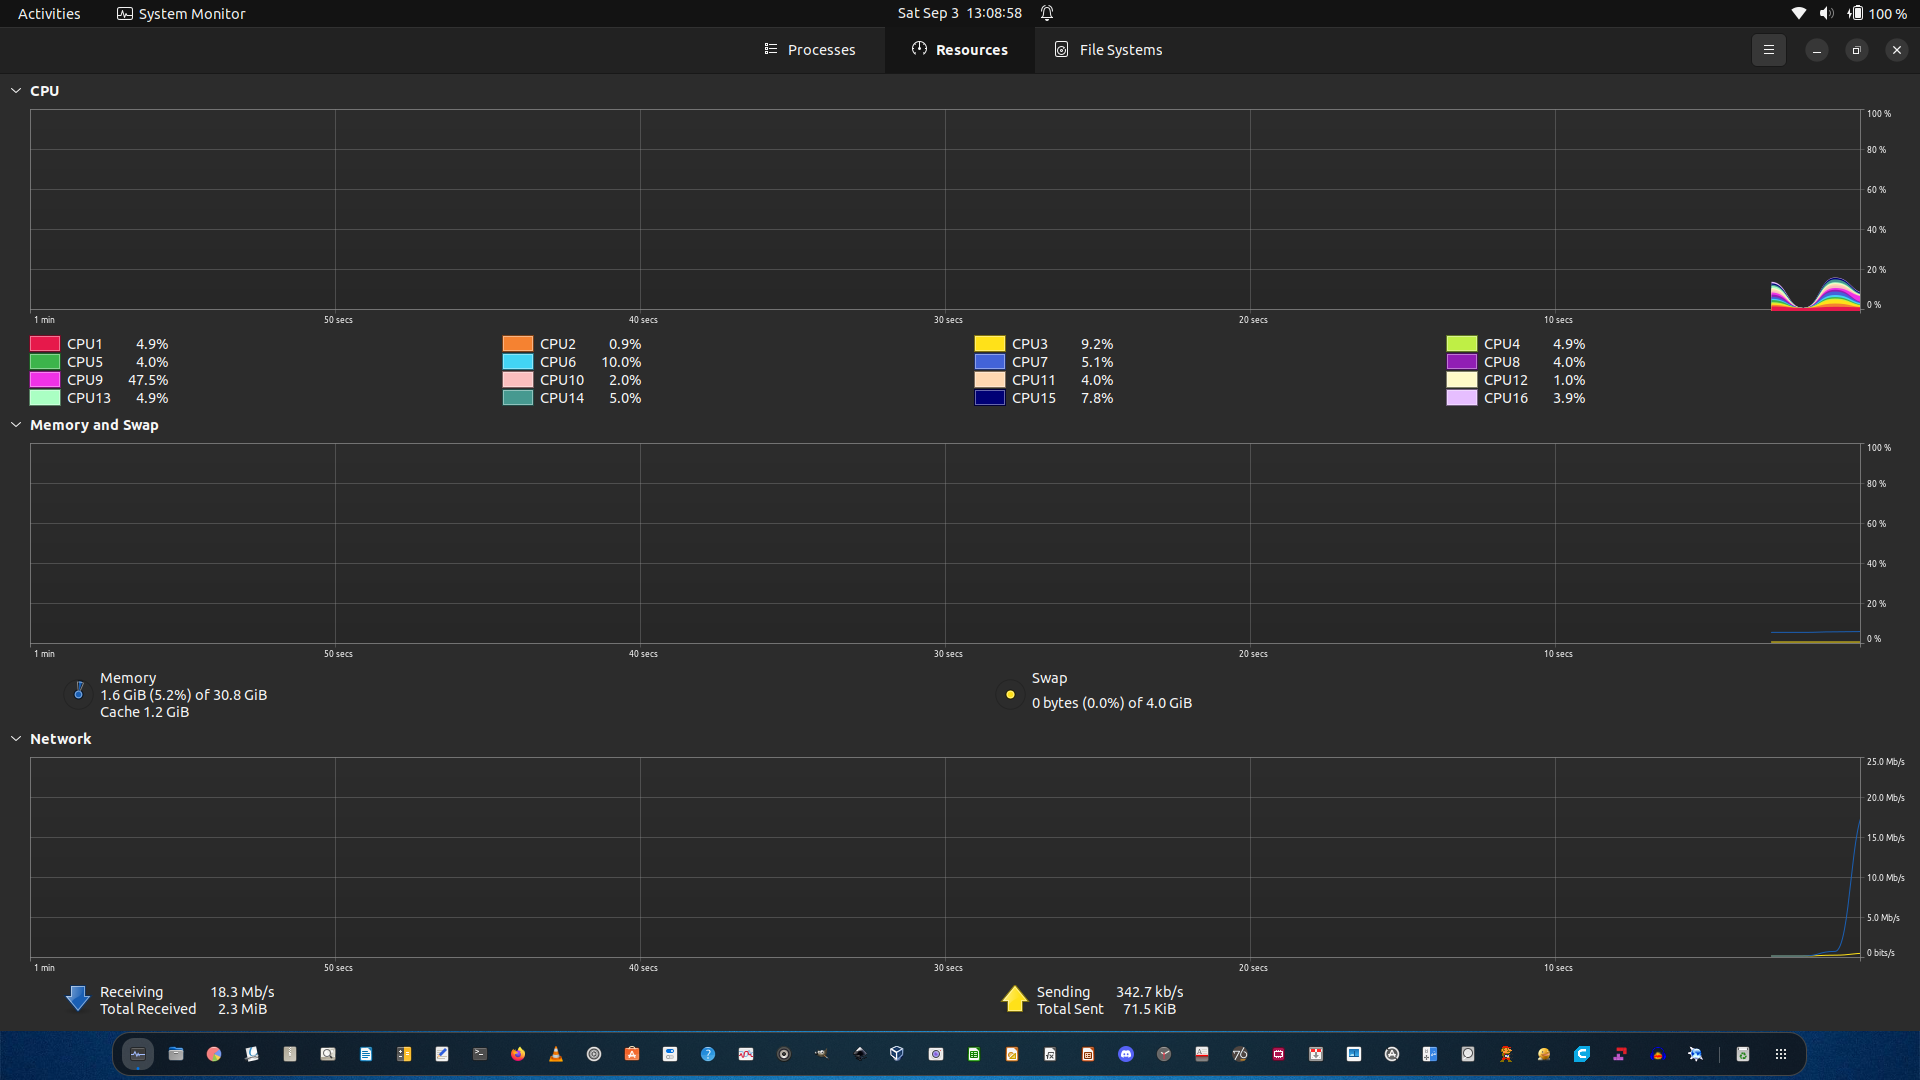 Activities System Monitor Sat Sep 3 13:08:58 100 %
Processes Resources File Systems
CPU
100 %
80 %
60 %
40 %
20 %
0 %
1 min 50 secs 40 secs 30 secs 20 secs 10 secs
CPU1 4.9% CPU2 0.9% CPU3 9.2% CPU4 4.9%
CPU5 4.0% CPU6 10.0% CPU7 5.1% CPU8 4.0%
CPU9 47.5% CPU10 2.0% CPU11 4.0% CPU12 1.0%
CPU13 4.9% CPU14 5.0% CPU15 7.8% CPU16 3.9%
Memory and Swap
100 %
80 %
60 %
40 %
20 %
0 %
1 min 50 secs 40 secs 30 secs 20 secs 10 secs
Memory
1.6 GiB (5.2%) of 30.8 GiB
Cache 1.2 GiB
Swap
0 bytes (0.0%) of 4.0 GiB
Network
25.0 Mb/s
20.0 Mb/s
15.0 Mb/s
10.0 Mb/s
5.0 Mb/s
0 bits/s
1 min 50 secs 40 secs 30 secs 20 secs 10 secs
Receiving 18.3 Mb/s
Total Received 2.3 MiB
Sending 342.7 kb/s
Total Sent 71.5 KiB